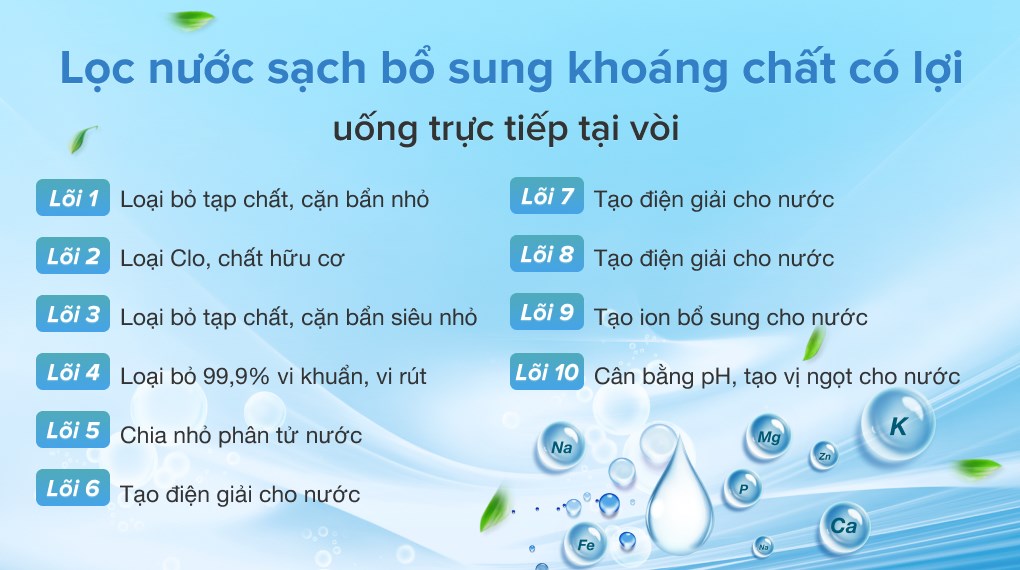 Lọc nước sạch bổ sung khoáng chất có lợi
uống trực tiếp tại vòi
Lõi 1 Loại bỏ tạp chất, cặn bẩn nhỏ
Lõi 2 Loại Clo, chất hữu cơ
Lõi 3 Loại bỏ tạp chất, cặn bẩn siêu nhỏ
Lõi 4 Loại bỏ 99,9% vi khuẩn, vi rút
Lõi 5 Chia nhỏ phân tử nước
Lõi 6 Tạo điện giải cho nước
Lõi 7 Tạo điện giải cho nước
Lõi 8 Tạo điện giải cho nước
Lõi 9 Tạo ion bổ sung cho nước
Lõi 10 Cân bằng pH, tạo vị ngọt cho nước
Na
Mg
K
Zn
P
Fe
Ca
Na